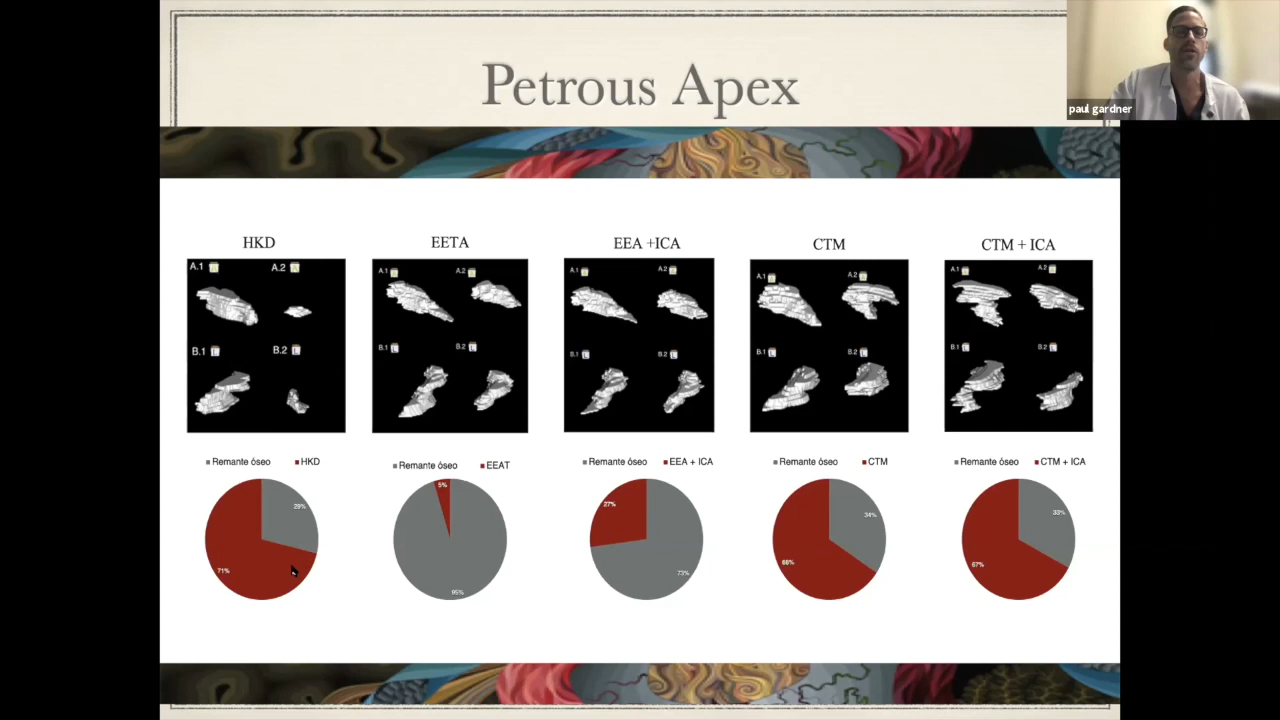 Petrous Apex
paul gardner
HKD
EETA
EEA +ICA
CTM
CTM + ICA
A.1 A A.2 A
B.1 L B.2 L
A.1 A A.2 A
B.1 L B.2 L
A.1 A A.2 A
B.1 L B.2 L
A.1 A A.2 A
B.1 L B.2 L
A.1 A A.2 A
B.1 L B.2 L
Remante óseo HKD
29%
71%
Remante óseo EEAT
5%
95%
Remante óseo EEA + ICA
27%
73%
Remante óseo CTM
34%
66%
Remante óseo CTM + ICA
33%
67%